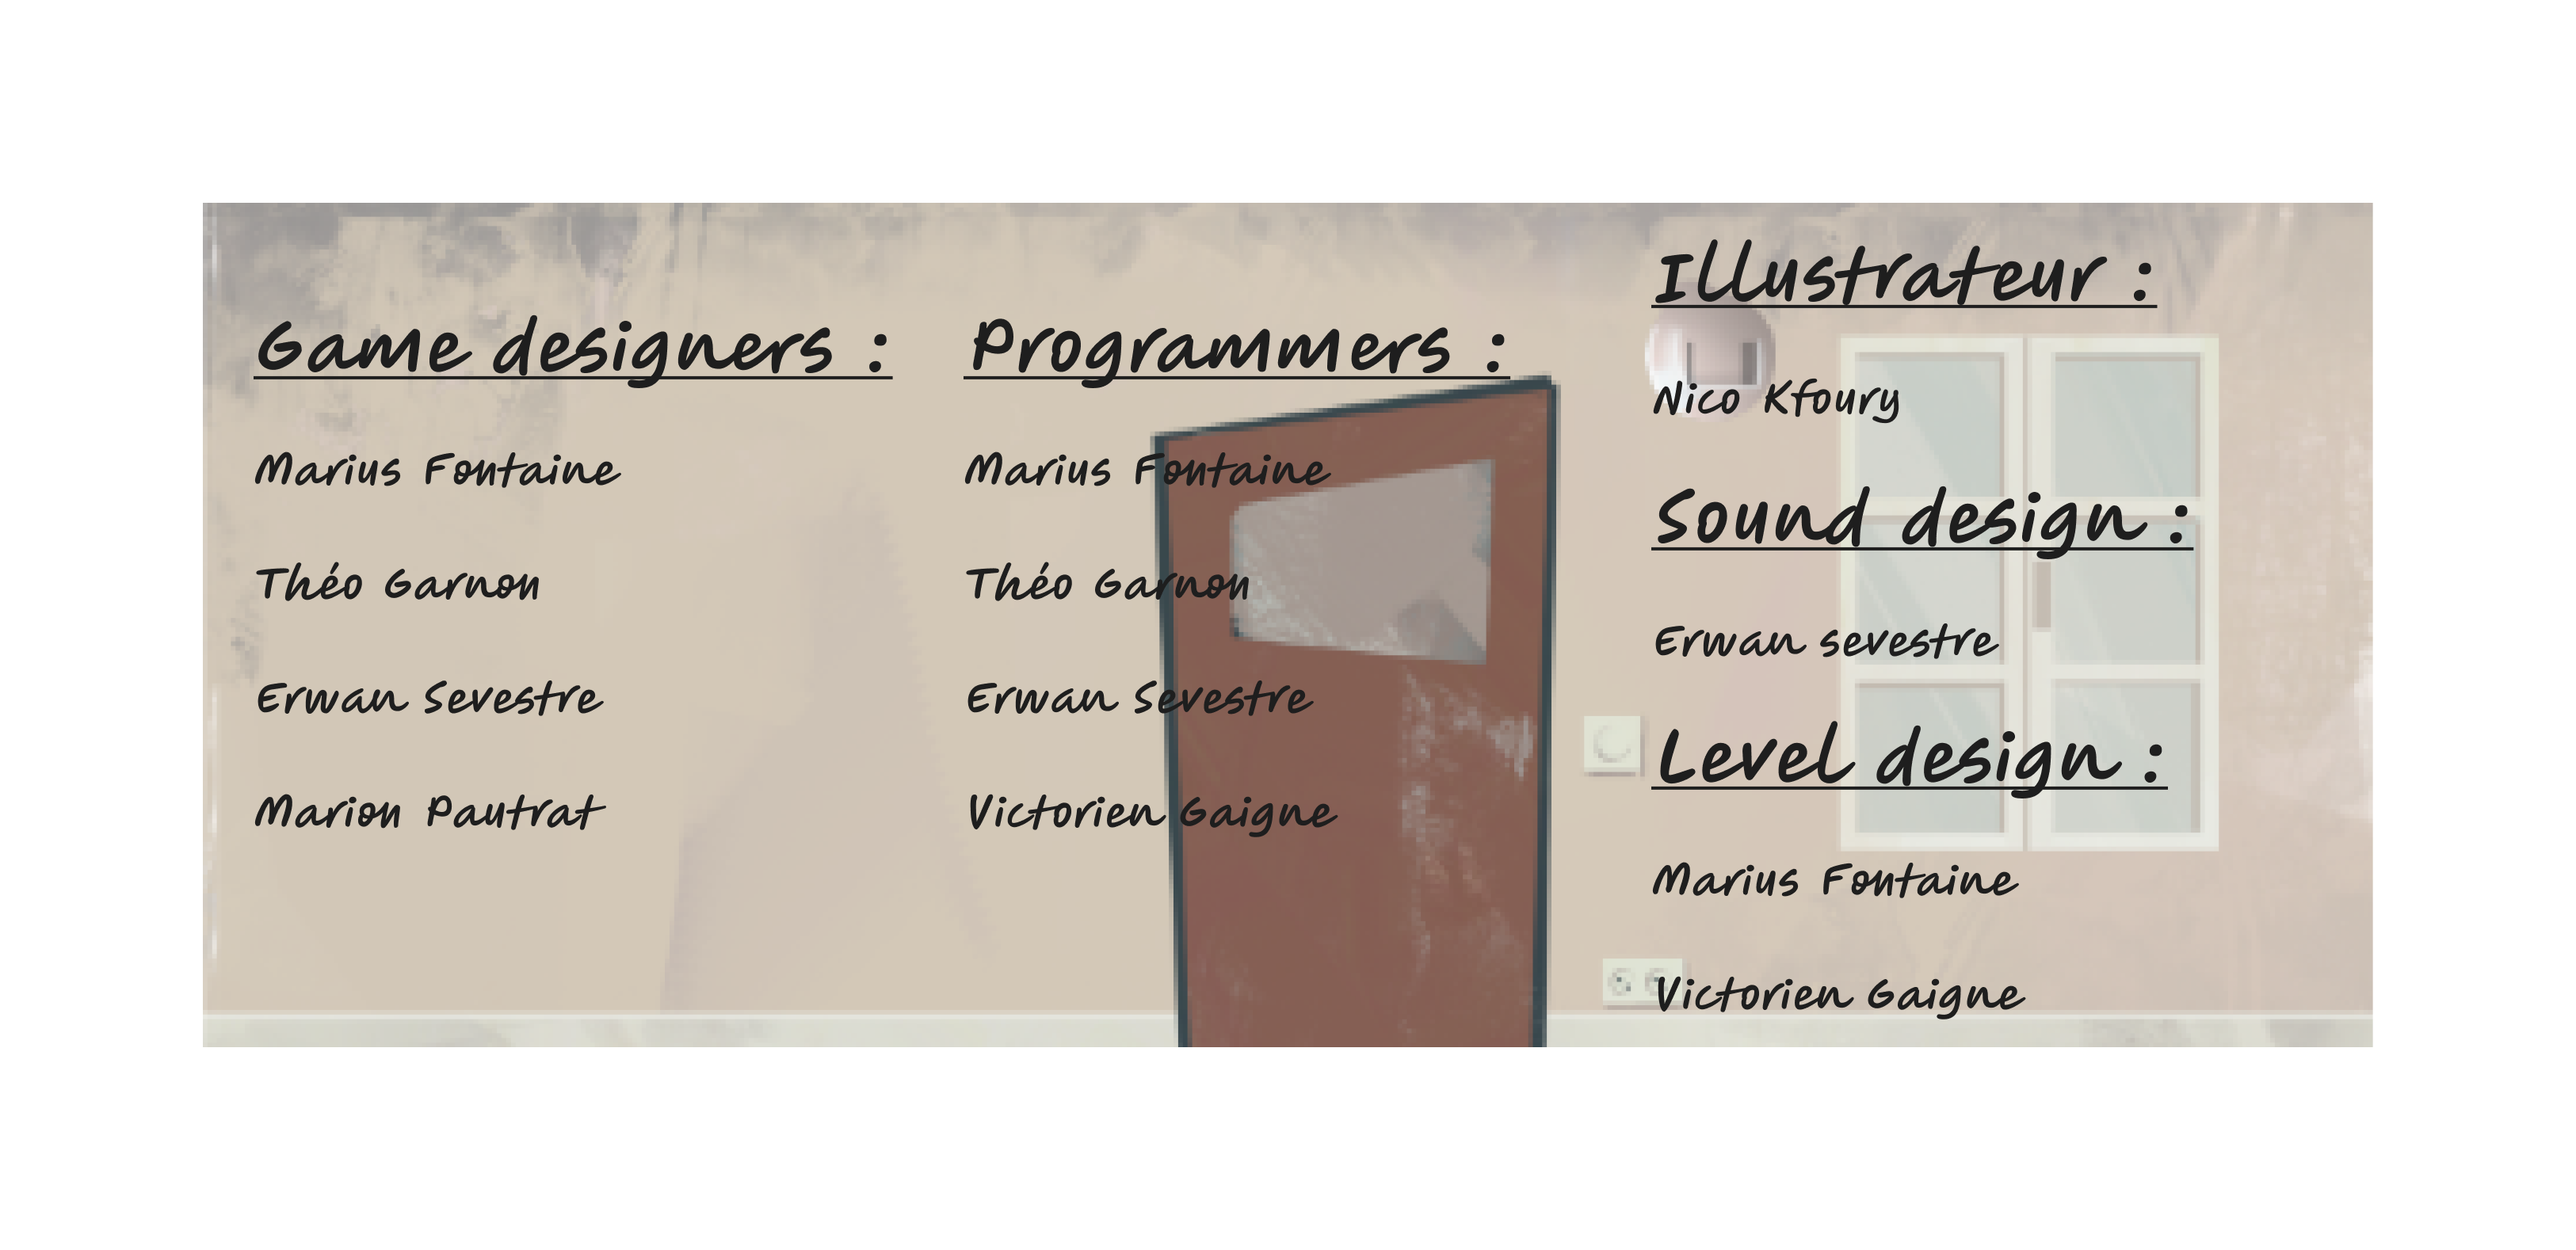 Game designers :
Marius Fontaine
Théo Garnon
Erwan Sevestre
Marion Pautrat
Programmers :
Marius Fontaine
Théo Garnon
Erwan Sevestre
Victorien Gaigne
Illustrateur :
Nico Kfoury
Sound design :
Erwan sevestre
Level design :
Marius Fontaine
Victorien Gaigne